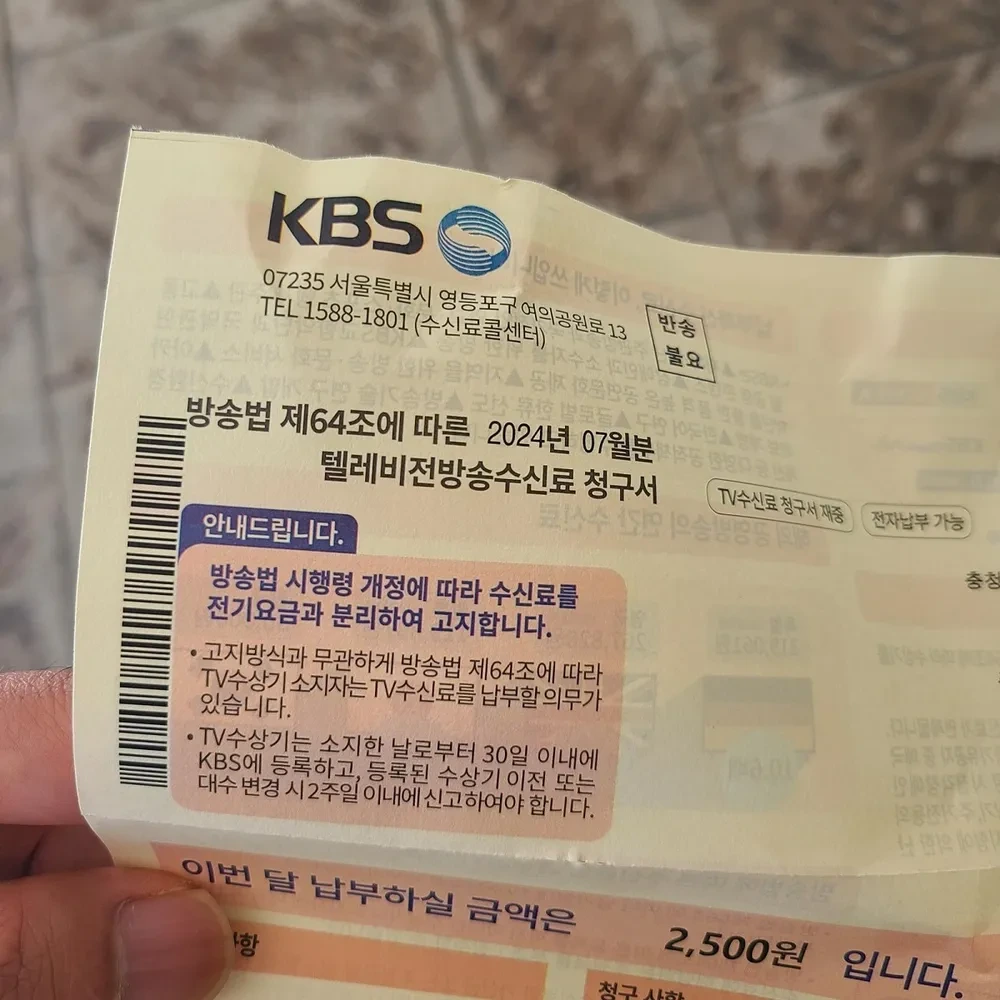 KBS
07235 서울특별시 영등포구 여의공원로 13
TEL 1588-1801 (수신료콜센터)
반송
불요
방송법 제64조에 따른 2024년 07월분
텔레비전방송수신료 청구서
TV수신료 청구서 재중
전자납부 가능
안내드립니다.
방송법 시행령 개정에 따라 수신료를
전기요금과 분리하여 고지합니다.
• 고지방식과 무관하게 방송법 제64조에 따라
TV수상기 소지자는 TV수신료를 납부할 의무가
있습니다.
• TV수상기는 소지한 날로부터 30일 이내에
KBS에 등록하고, 등록된 수상기 이전 또는
대수 변경 시 2주일 이내에 신고하여야 합니다.
충청
이번 달 납부하실 금액은 2,500원 입니다.
청구 사항